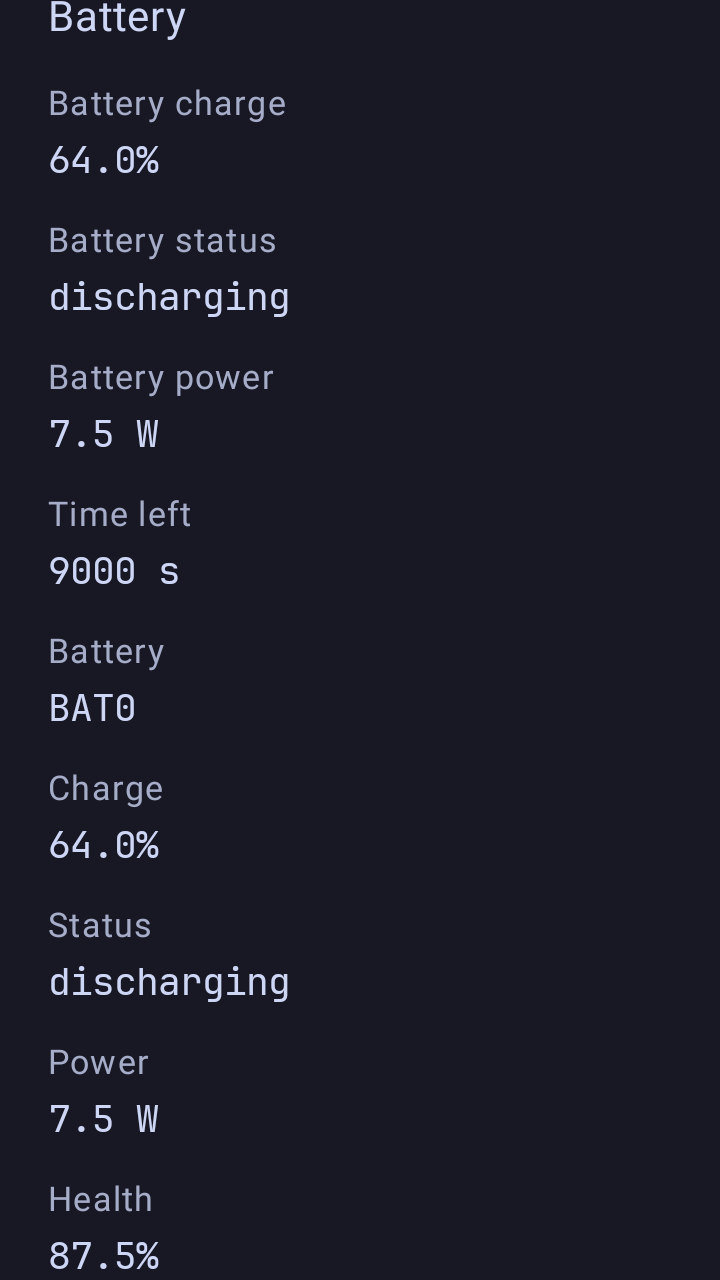 Battery
Battery charge
64.0%
Battery status
discharging
Battery power
7.5 W
Time left
9000 s
Battery
BAT0
Charge
64.0%
Status
discharging
Power
7.5 W
Health
87.5%